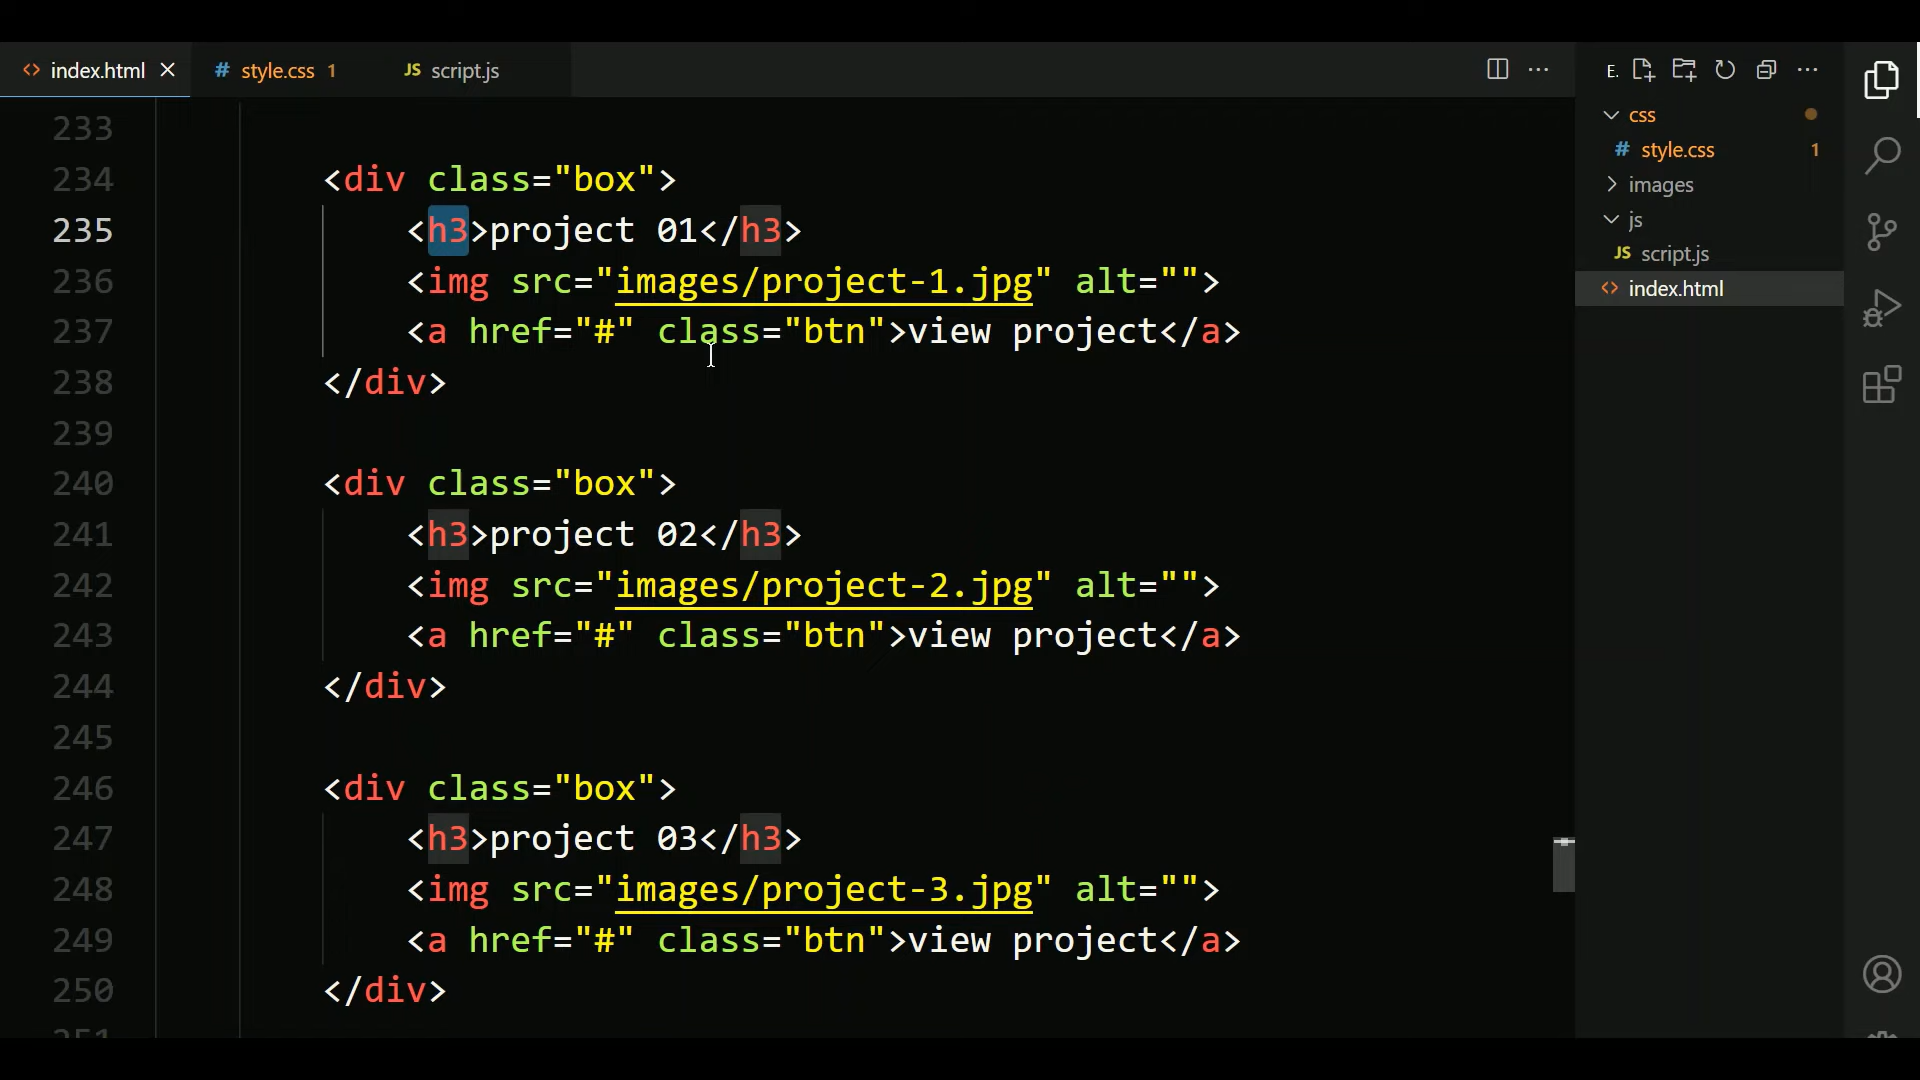 index.html
style.css 1
JS script.js
E.
233
234 <div class="box">
235 <h3>project 01</h3>
236 <img src="images/project-1.jpg" alt="">
237 <a href="#" class="btn">view project</a>
238 </div>
239
240 <div class="box">
241 <h3>project 02</h3>
242 <img src="images/project-2.jpg" alt="">
243 <a href="#" class="btn">view project</a>
244 </div>
245
246 <div class="box">
247 <h3>project 03</h3>
248 <img src="images/project-3.jpg" alt="">
249 <a href="#" class="btn">view project</a>
250 </div>
251
css
# style.css 1
images
js
JS script.js
index.html